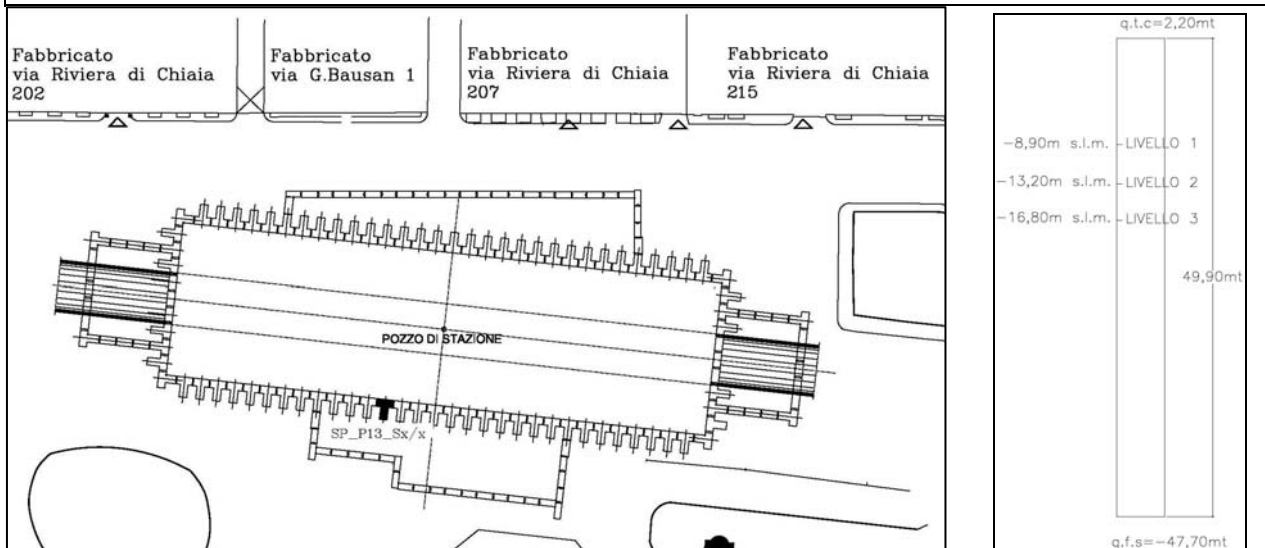 Fabbricato
via Riviera di Chiaia
202
Fabbricato
via G.Bausan 1
Fabbricato
via Riviera di Chiaia
207
Fabbricato
via Riviera di Chiaia
215
POZZO DI STAZIONE
SP_P13_Sx/x
q.t.c=2,20mt
-8,90m s.l.m. LIVELLO 1
-13,20m s.l.m. LIVELLO 2
-16,80m s.l.m. LIVELLO 3
49,90mt
q.f.s=-47,70mt